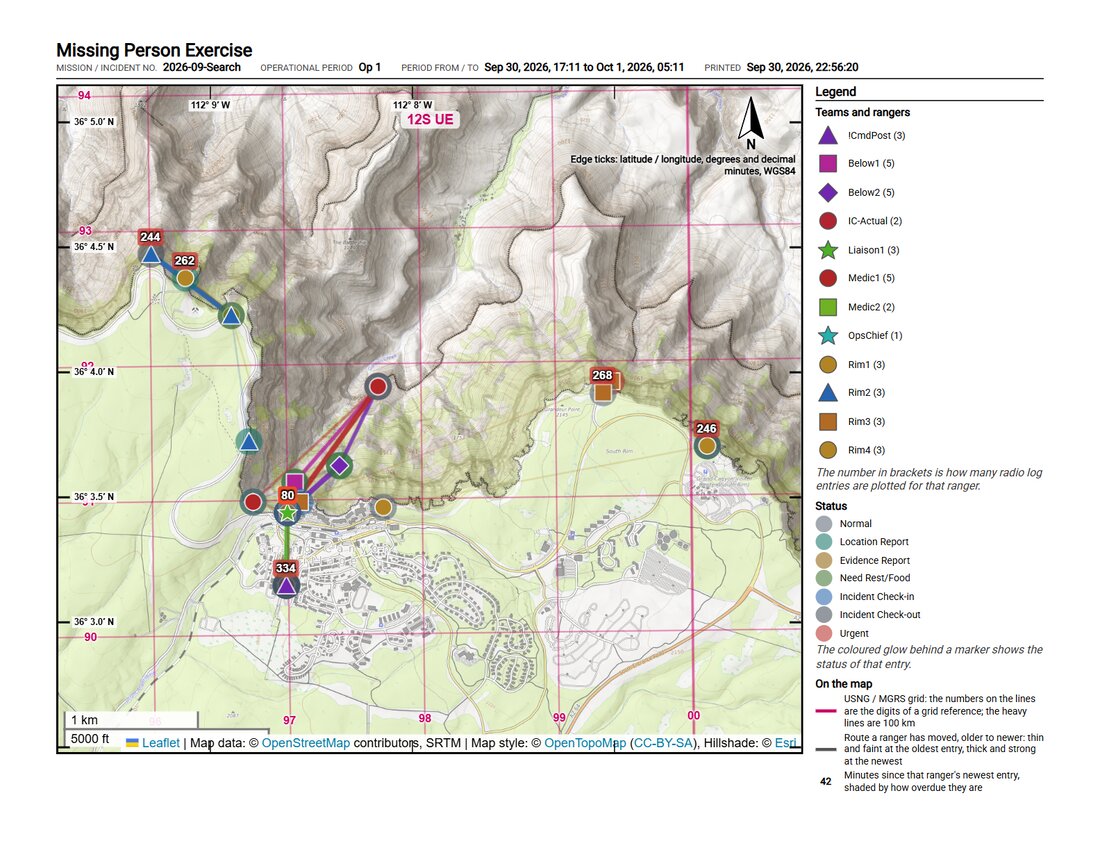 Missing Person Exercise
MISSION / INCIDENT NO. 2026-09-Search OPERATIONAL PERIOD Op 1 PERIOD FROM / TO Sep 30, 2026, 17:11 to Oct 1, 2026, 05:11 PRINTED Sep 30, 2026, 22:56:20
94
112° 9' W
112° 8' W
12S UE
36° 5.0' N
N
Edge ticks: latitude / longitude, degrees and decimal
minutes, WGS84
93
244
36° 4.5' N
262
92
36° 4.0' N
268
246
South Rim
36° 3.5' N
91
80
334
36° 3.0' N
90
1 km
96
97
98
99
00
5000 ft
Leaflet | Map data: © OpenStreetMap contributors, SRTM | Map style: © OpenTopoMap (CC-BY-SA), Hillshade: © Esri
Legend
Teams and rangers
!CmdPost (3)
Below1 (5)
Below2 (5)
IC-Actual (2)
Liaison1 (3)
Medic1 (5)
Medic2 (2)
OpsChief (1)
Rim1 (3)
Rim2 (3)
Rim3 (3)
Rim4 (3)
The number in brackets is how many radio log
entries are plotted for that ranger.
Status
Normal
Location Report
Evidence Report
Need Rest/Food
Incident Check-in
Incident Check-out
Urgent
The coloured glow behind a marker shows the
status of that entry.
On the map
USNG / MGRS grid: the numbers on the lines
are the digits of a grid reference; the heavy
lines are 100 km
Route a ranger has moved, older to newer: thin
and faint at the oldest entry, thick and strong
at the newest
42 Minutes since that ranger's newest entry,
shaded by how overdue they are